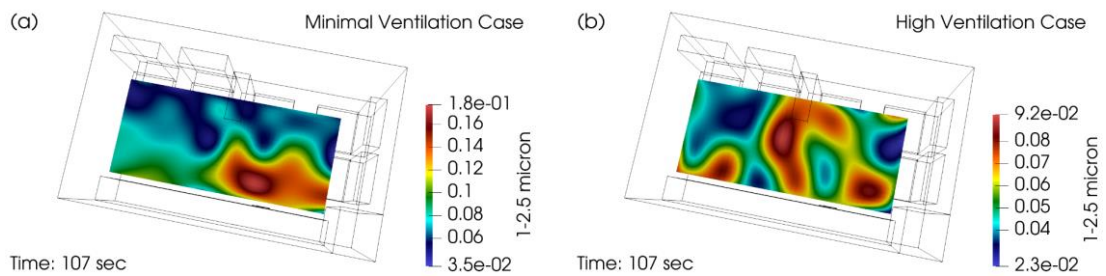 (a)
Minimal Ventilation Case
1.8e-01
0.16
0.14
0.12
0.1
0.08
0.06
3.5e-02
1-2.5 micron
Time: 107 sec
(b)
High Ventilation Case
9.2e-02
0.08
0.07
0.06
0.05
0.04
2.3e-02
1-2.5 micron
Time: 107 sec